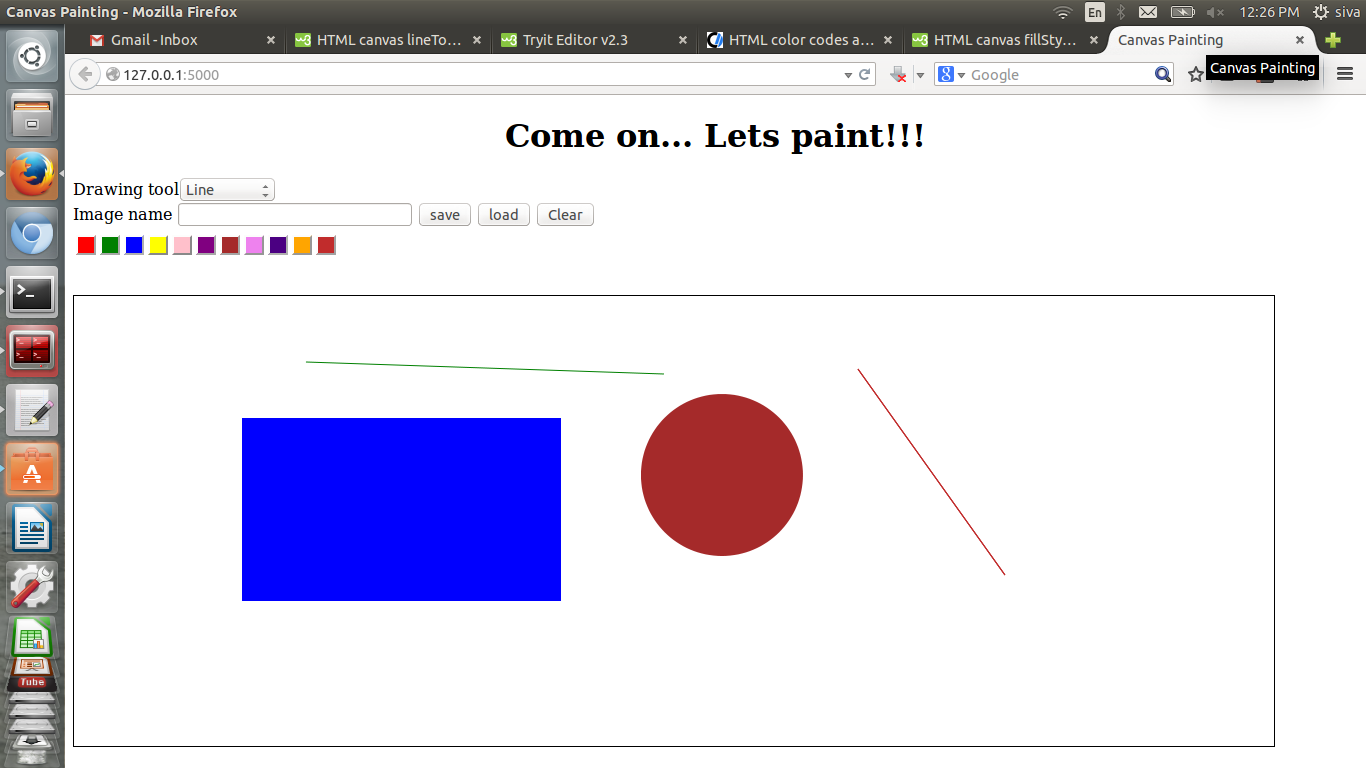 Canvas Painting - Mozilla Firefox
En
12:26 PM
siva
Gmail - Inbox
HTML canvas lineTo...
Tryit Editor v2.3
HTML color codes a...
HTML canvas fillSty...
Canvas Painting
127.0.0.1:5000
Google
Canvas Painting
Come on... Lets paint!!!
Drawing tool Line
Image name save load Clear
Tube